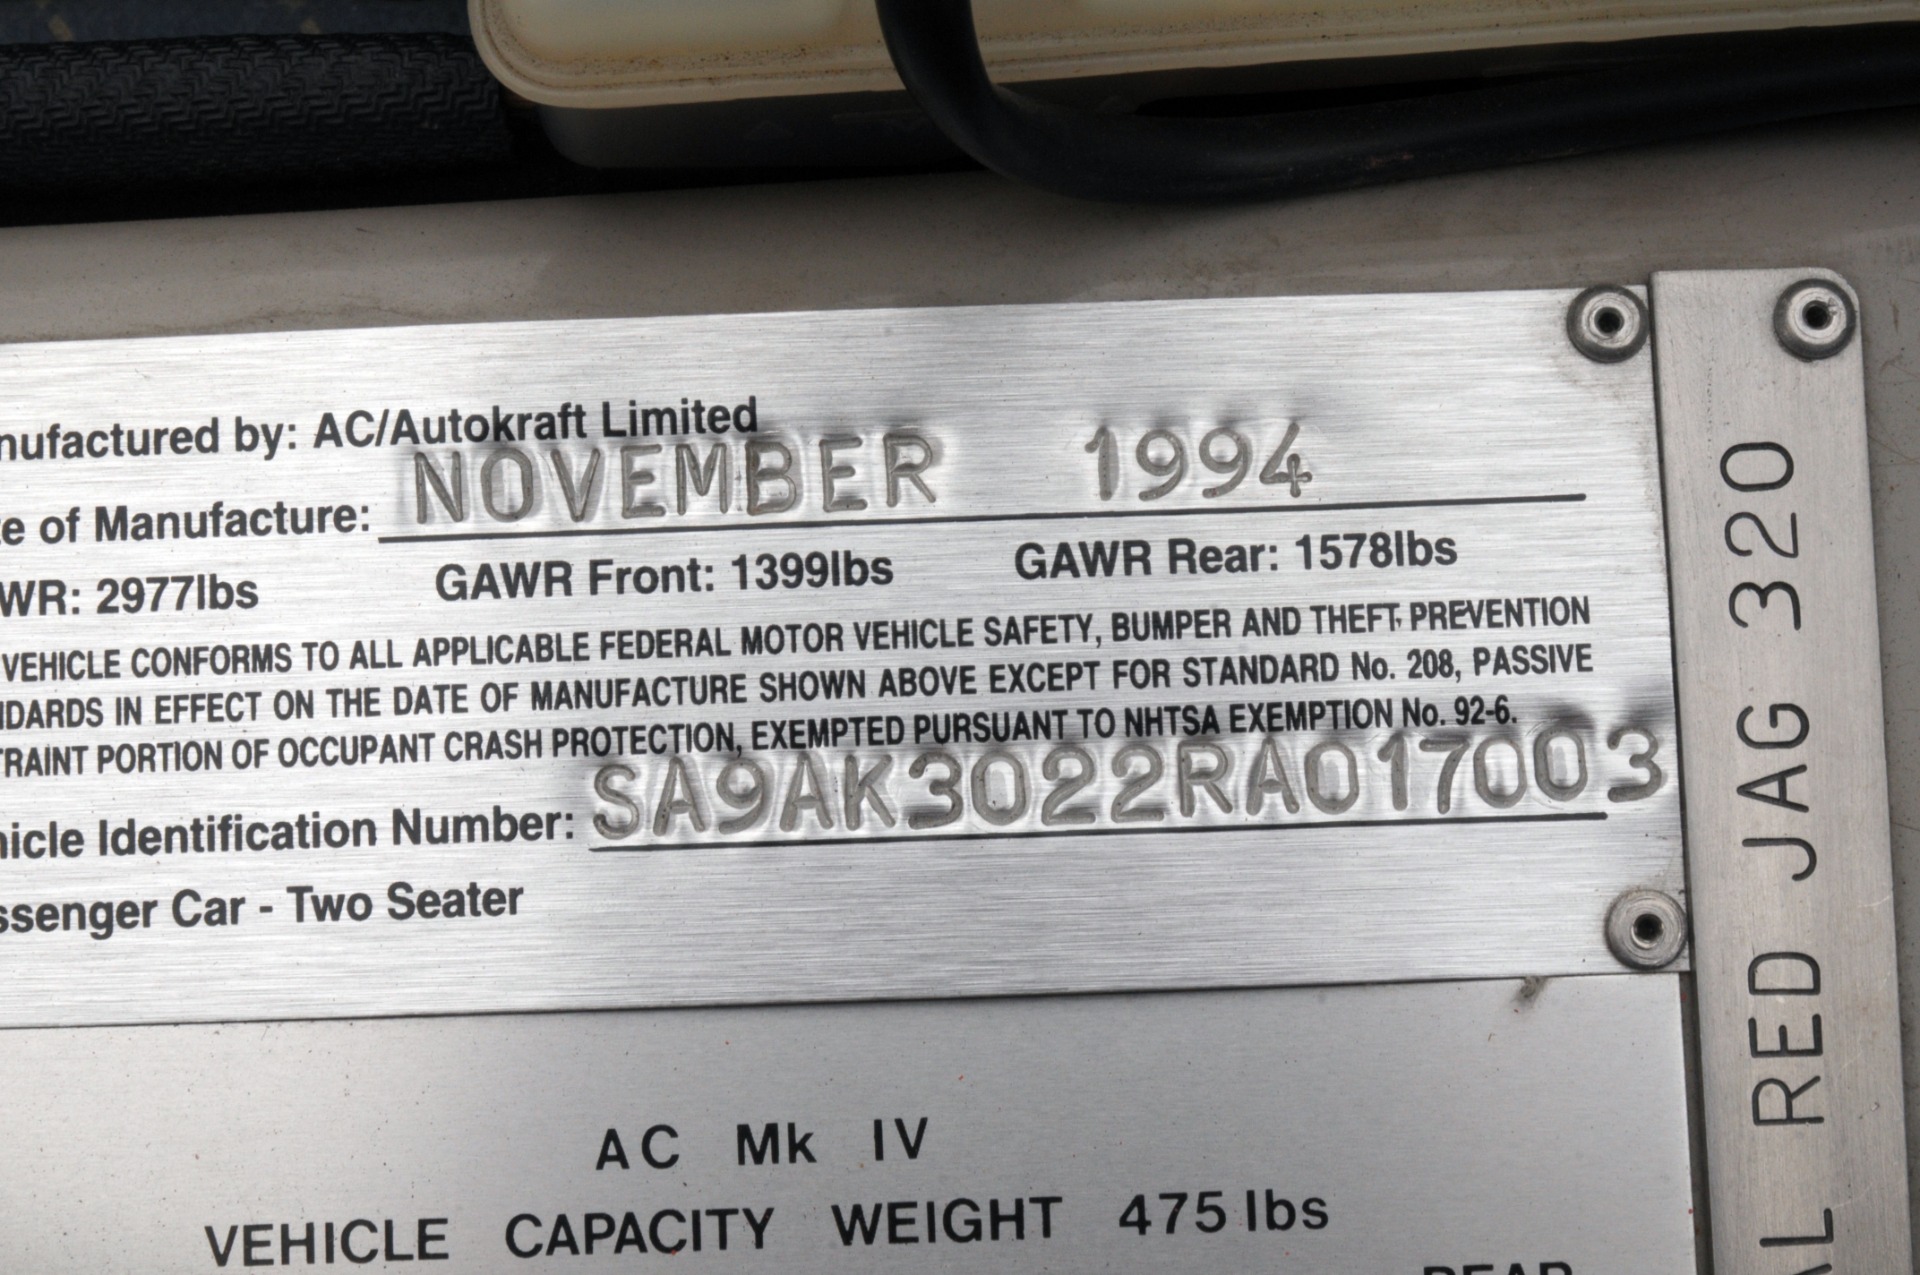 nufactured by: AC/Autokraft Limited
e of Manufacture: NOVEMBER 1994
WR: 2977lbs GAWR Front: 1399lbs GAWR Rear: 1578lbs
VEHICLE CONFORMS TO ALL APPLICABLE FEDERAL MOTOR VEHICLE SAFETY, BUMPER AND THEFT PREVENTION
NDARDS IN EFFECT ON THE DATE OF MANUFACTURE SHOWN ABOVE EXCEPT FOR STANDARD No. 208, PASSIVE
TRAINT PORTION OF OCCUPANT CRASH PROTECTION, EXEMPTED PURSUANT TO NHTSA EXEMPTION No. 92-6.
hicle Identification Number: SA9AK3022RA017003
ssenger Car - Two Seater
AC Mk IV
VEHICLE CAPACITY WEIGHT 475 lbs
AL RED JAG 320